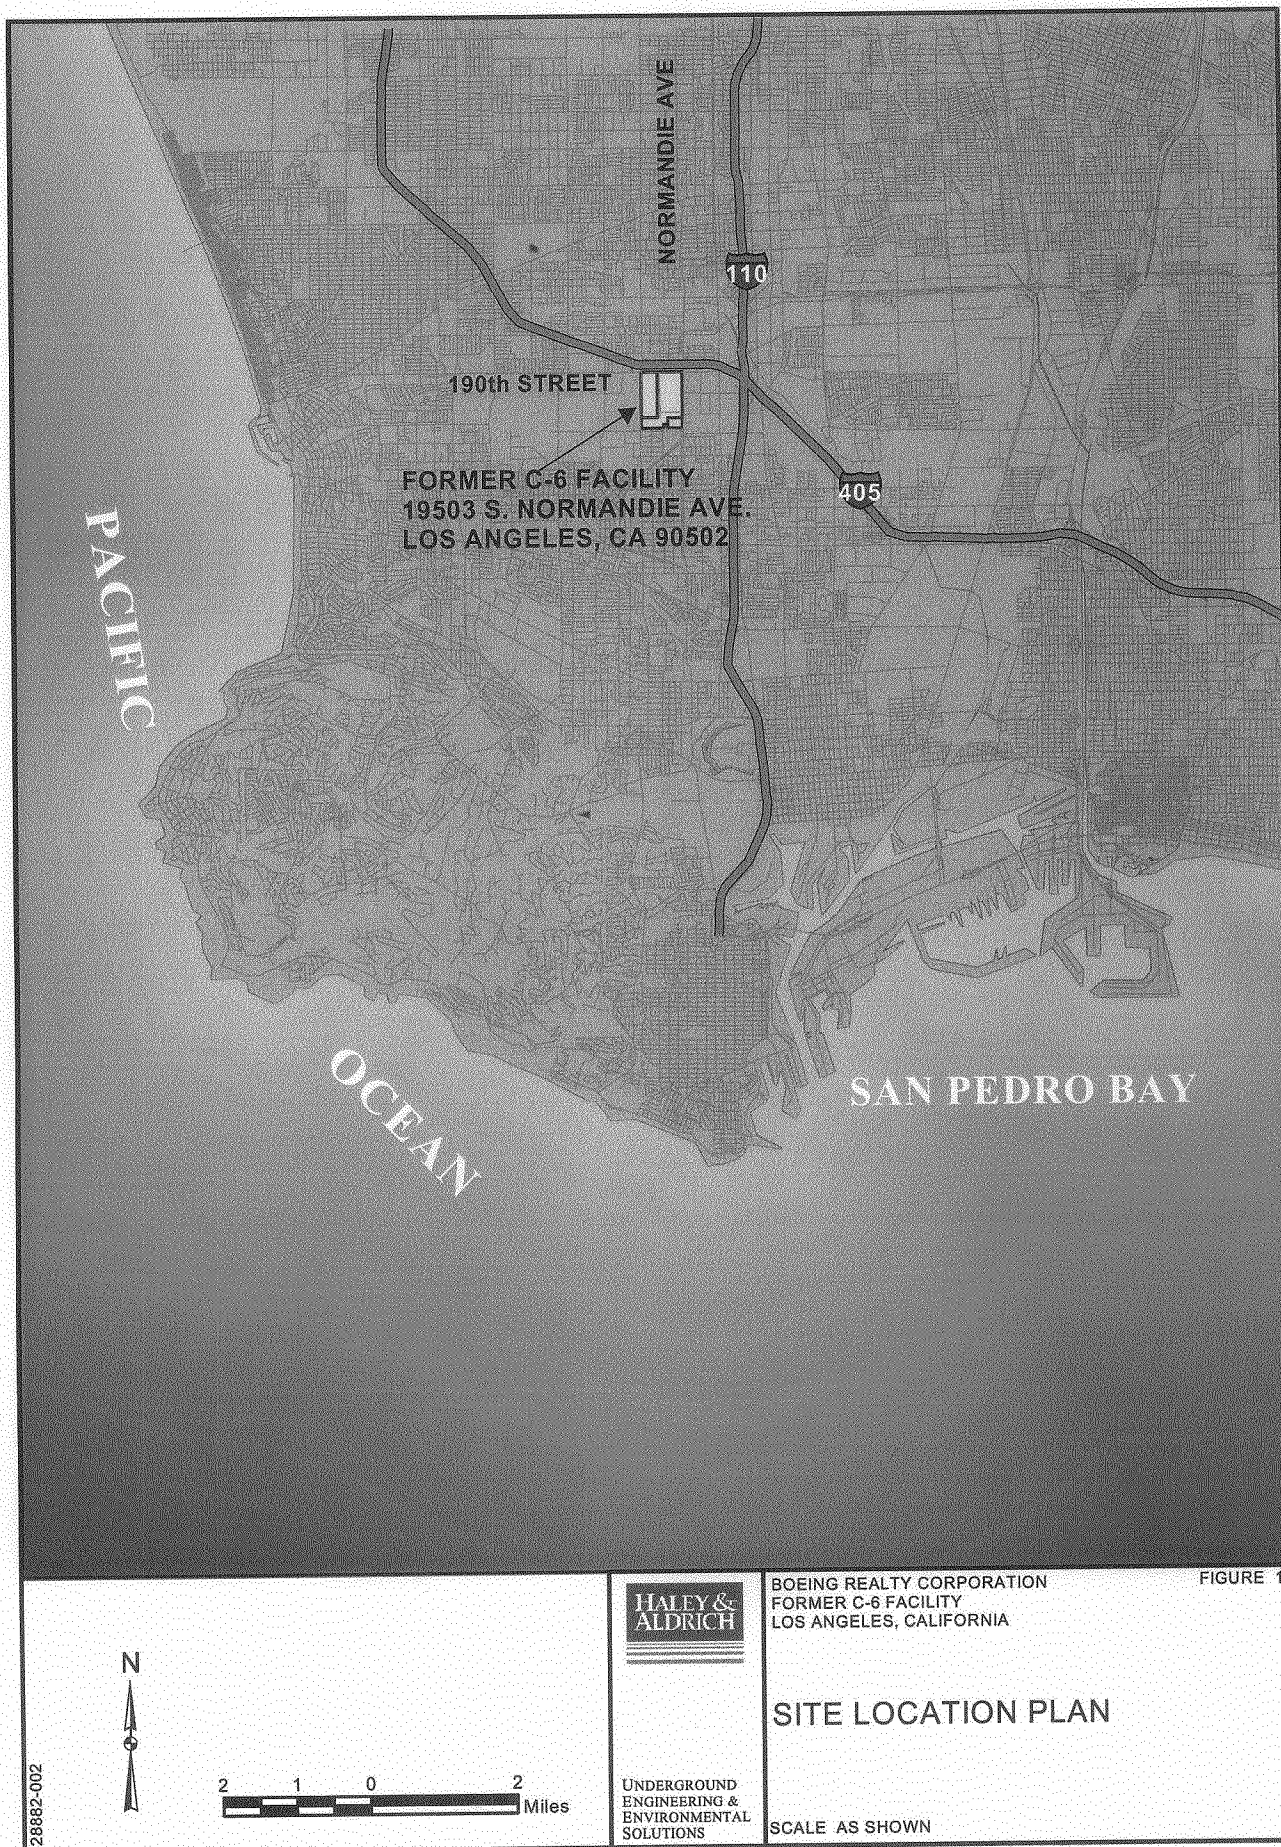 NORMANDIE AVE
110
190th STREET
FORMER C-6 FACILITY
19503 S. NORMANDIE AVE.
LOS ANGELES, CA 90502
405
PACIFIC
OCEAN
SAN PEDRO BAY
N
2 1 0 2
Miles
28882-002
HALEY &
ALDRICH
UNDERGROUND
ENGINEERING &
ENVIRONMENTAL
SOLUTIONS
BOEING REALTY CORPORATION
FORMER C-6 FACILITY
LOS ANGELES, CALIFORNIA
FIGURE 1
SITE LOCATION PLAN
SCALE AS SHOWN